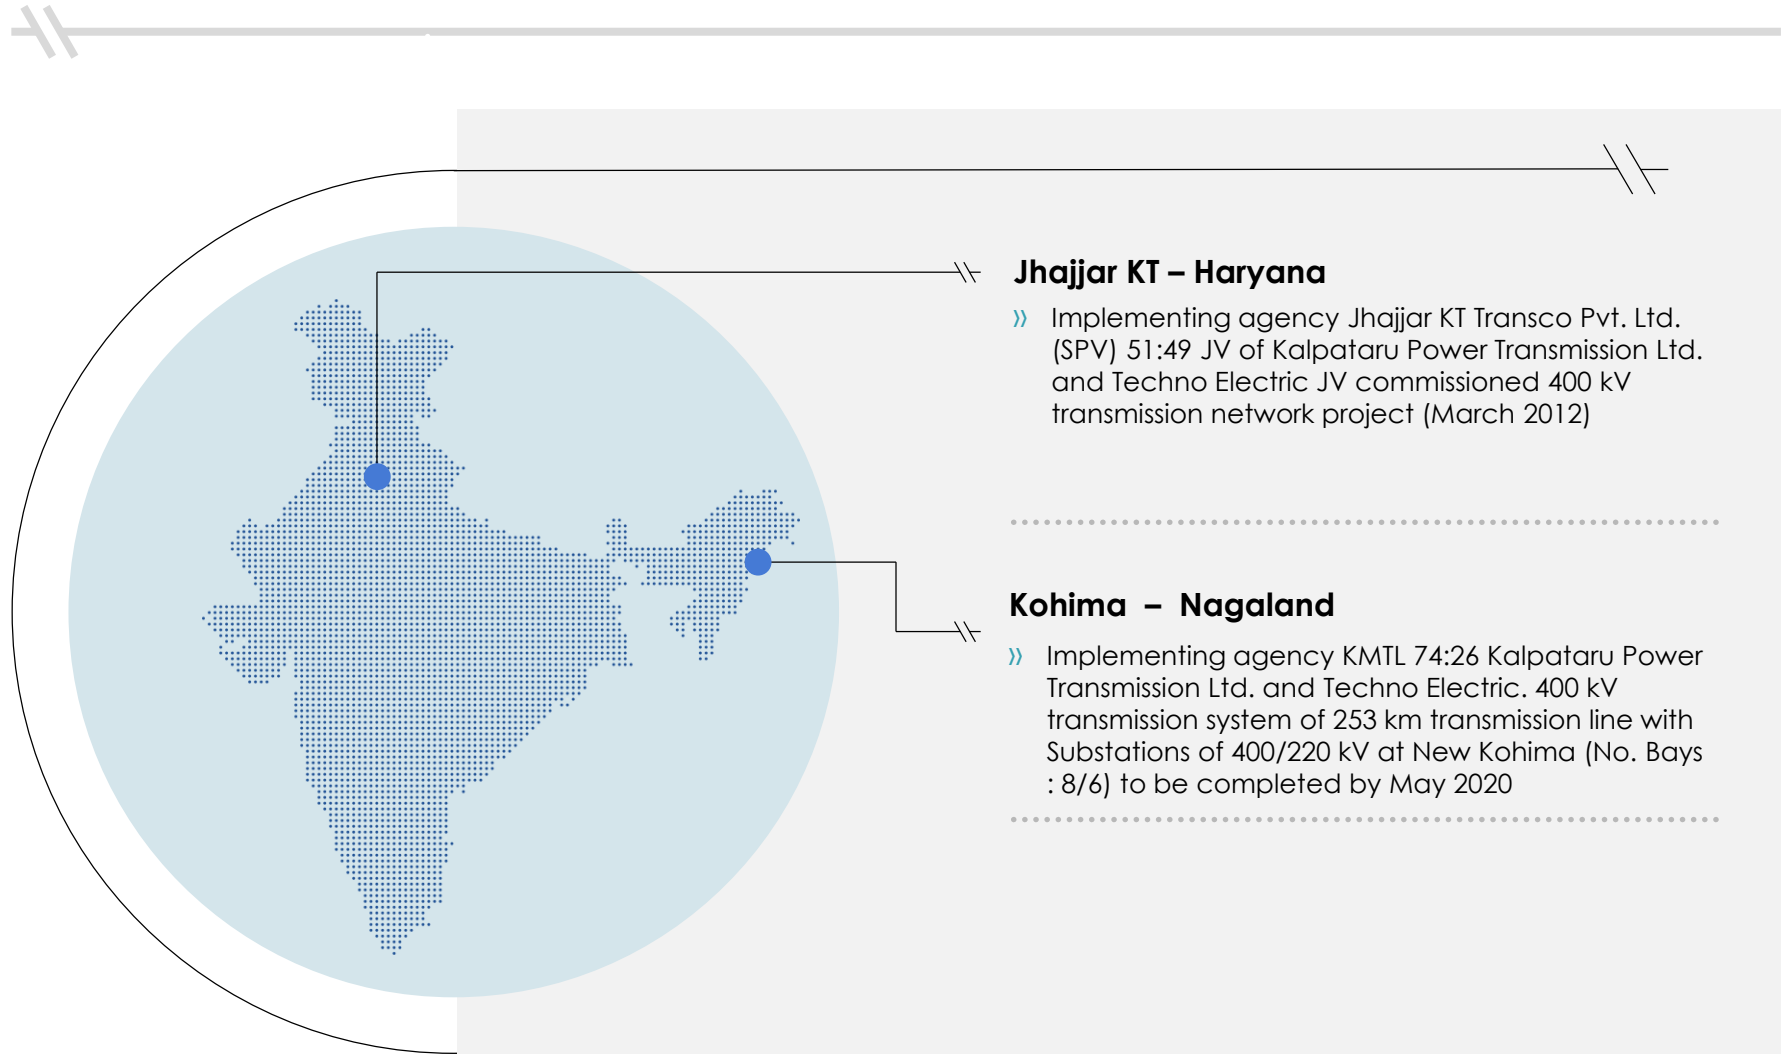 Jhajjar KT – Haryana
» Implementing agency Jhajjar KT Transco Pvt. Ltd.
(SPV) 51:49 JV of Kalpataru Power Transmission Ltd.
and Techno Electric JV commissioned 400 kV
transmission network project (March 2012)
Kohima – Nagaland
» Implementing agency KMTL 74:26 Kalpataru Power
Transmission Ltd. and Techno Electric. 400 kV
transmission system of 253 km transmission line with
Substations of 400/220 kV at New Kohima (No. Bays
: 8/6) to be completed by May 2020